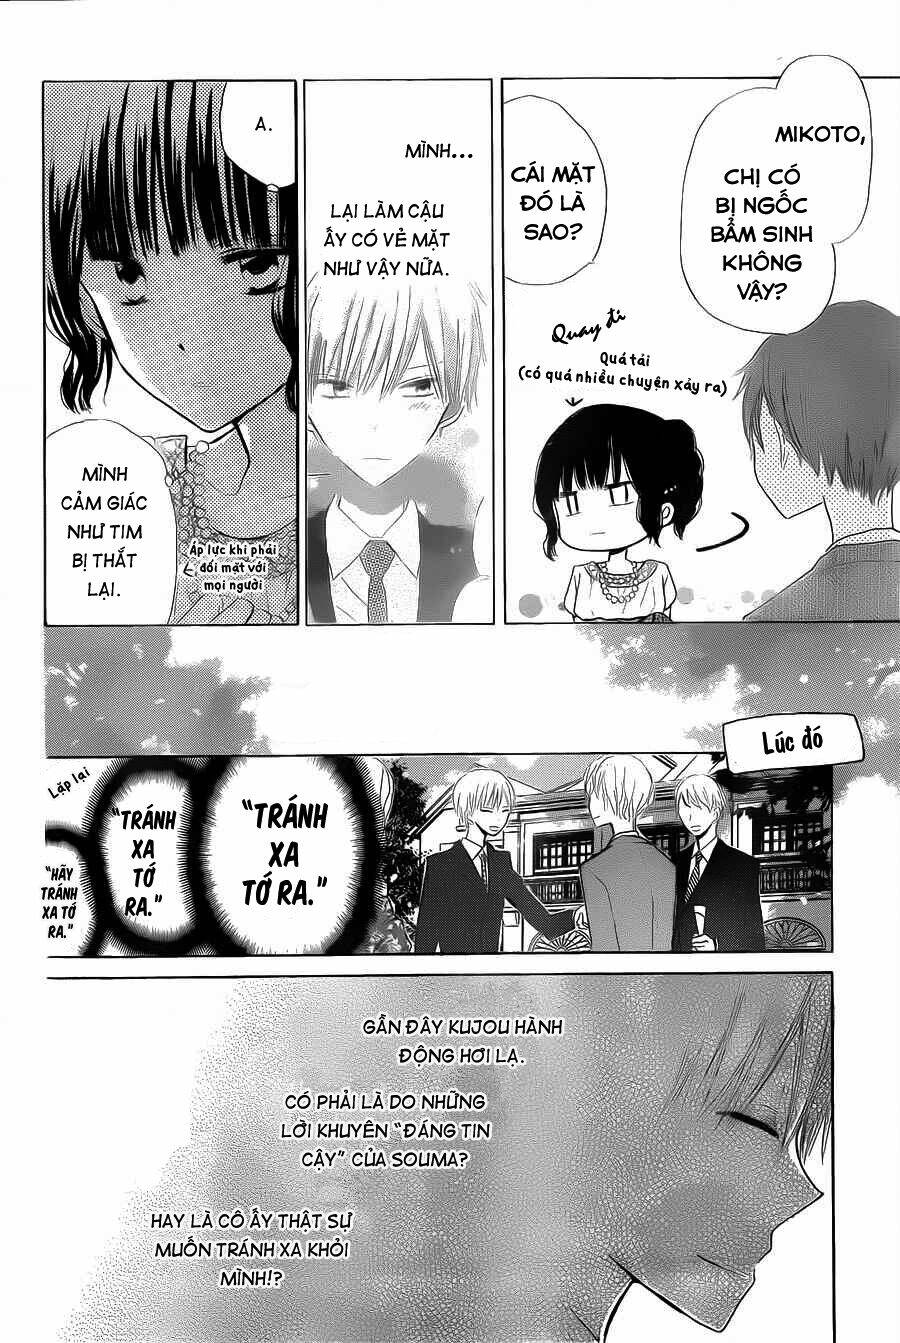 MIKOTO,
CHỊ CÓ
BỊ NGỐC
BẨM SINH
KHÔNG
VẬY?
CÁI MẶT
ĐÓ LÀ
SAO?
Quay đi
Quá tải
(có quá nhiều chuyện xảy ra)
MÌNH...
LẠI LÀM CẬU
ẤY CÓ VẺ MẶT
NHƯ VẬY NỮA.
A.
MÌNH
CẢM GIÁC
NHƯ TIM
BỊ THẮT
LẠI.
Áp lực khi phải
đối mặt với
mọi người
Lúc đó
"TRÁNH
XA
TỚ RA."
"TRÁNH
XA
TỚ
RA."
Lặp lại
"HÃY
TRÁNH
XA TỚ
RA."
GẦN ĐÂY KUJOU HÀNH
ĐỘNG HƠI LẠ.
CÓ PHẢI LÀ DO NHỮNG
LỜI KHUYÊN "ĐÁNG TIN
CẬY" CỦA SOUMA?
HAY LÀ CÔ ẤY THẬT SỰ
MUỐN TRÁNH XA KHỎI
MÌNH!?